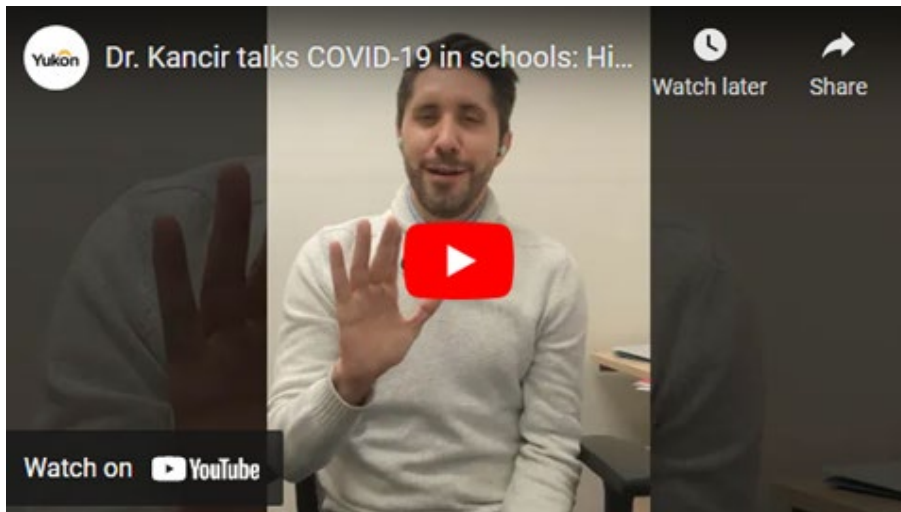 Yukon
Dr. Kancir talks COVID-19 in schools: Hi...
Watch later
Share
Watch on YouTube